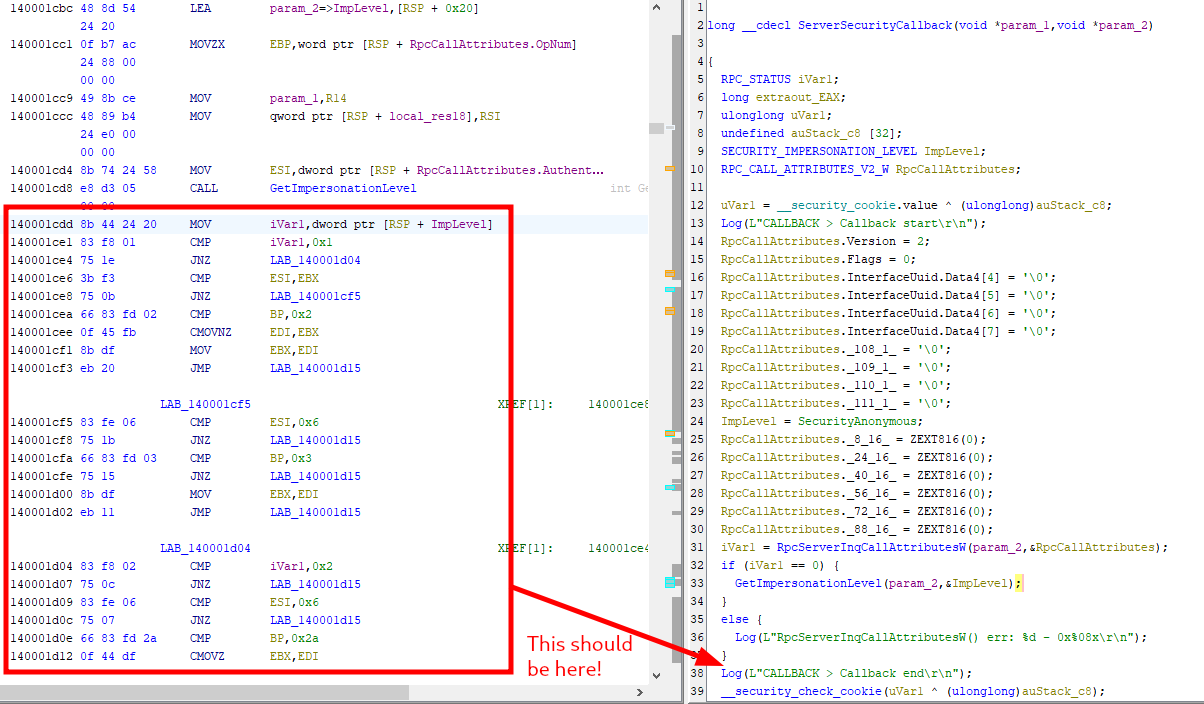 140001cbc 48 8d 54 LEA param_2=>ImpLevel,[RSP + 0x20]
24 20
140001cc1 0f b7 ac MOVZX EBP,word ptr [RSP + RpcCallAttributes.OpNum]
24 88 00
00 00
140001cc9 49 8b ce MOV param_1,R14
140001ccc 48 89 b4 MOV qword ptr [RSP + local_res18],RSI
24 e0 00
00 00
140001cd4 8b 74 24 58 MOV ESI,dword ptr [RSP + RpcCallAttributes.Authent...
140001cd8 e8 d3 05 CALL GetImpersonationLevel int Ge
00 00
140001cdd 8b 44 24 20 MOV iVar1,dword ptr [RSP + ImpLevel]
140001ce1 83 f8 01 CMP iVar1,0x1
140001ce4 75 1e JNZ LAB_140001d04
140001ce6 3b f3 CMP ESI,EBX
140001ce8 75 0b JNZ LAB_140001cf5
140001cea 66 83 fd 02 CMP BP,0x2
140001cee 0f 45 fb CMOVNZ EDI,EBX
140001cf1 8b df MOV EBX,EDI
140001cf3 eb 20 JMP LAB_140001d15
LAB_140001cf5 XREF[1]: 140001ce8
140001cf5 83 fe 06 CMP ESI,0x6
140001cf8 75 1b JNZ LAB_140001d15
140001cfa 66 83 fd 03 CMP BP,0x3
140001cfe 75 15 JNZ LAB_140001d15
140001d00 8b df MOV EBX,EDI
140001d02 eb 11 JMP LAB_140001d15
LAB_140001d04 XREF[1]: 140001ce4
140001d04 83 f8 02 CMP iVar1,0x2
140001d07 75 0c JNZ LAB_140001d15
140001d09 83 fe 06 CMP ESI,0x6
140001d0c 75 07 JNZ LAB_140001d15
140001d0e 66 83 fd 2a CMP BP,0x2a
140001d12 0f 44 df CMOVZ EBX,EDI
This should
be here!
1
2 long __cdecl ServerSecurityCallback(void *param_1,void *param_2)
3
4 {
5 RPC_STATUS iVar1;
6 long extraout_EAX;
7 ulonglong uVar1;
8 undefined auStack_c8 [32];
9 SECURITY_IMPERSONATION_LEVEL ImpLevel;
10 RPC_CALL_ATTRIBUTES_V2_W RpcCallAttributes;
11
12 uVar1 = __security_cookie.value ^ (ulonglong)auStack_c8;
13 Log(L"CALLBACK > Callback start\r\n");
14 RpcCallAttributes.Version = 2;
15 RpcCallAttributes.Flags = 0;
16 RpcCallAttributes.InterfaceUuid.Data4[4] = '\0';
17 RpcCallAttributes.InterfaceUuid.Data4[5] = '\0';
18 RpcCallAttributes.InterfaceUuid.Data4[6] = '\0';
19 RpcCallAttributes.InterfaceUuid.Data4[7] = '\0';
20 RpcCallAttributes._108_1_ = '\0';
21 RpcCallAttributes._109_1_ = '\0';
22 RpcCallAttributes._110_1_ = '\0';
23 RpcCallAttributes._111_1_ = '\0';
24 ImpLevel = SecurityAnonymous;
25 RpcCallAttributes._8_16_ = ZEXT816(0);
26 RpcCallAttributes._24_16_ = ZEXT816(0);
27 RpcCallAttributes._40_16_ = ZEXT816(0);
28 RpcCallAttributes._56_16_ = ZEXT816(0);
29 RpcCallAttributes._72_16_ = ZEXT816(0);
30 RpcCallAttributes._88_16_ = ZEXT816(0);
31 iVar1 = RpcServerInqCallAttributesW(param_2,&RpcCallAttributes);
32 if (iVar1 == 0) {
33 GetImpersonationLevel(param_2,&ImpLevel);
34 }
35 else {
36 Log(L"RpcServerInqCallAttributesW() err: %d - 0x%08x\r\n");
}
38 Log(L"CALLBACK > Callback end\r\n");
39 __security_check_cookie(uVar1 ^ (ulonglong)auStack_c8);